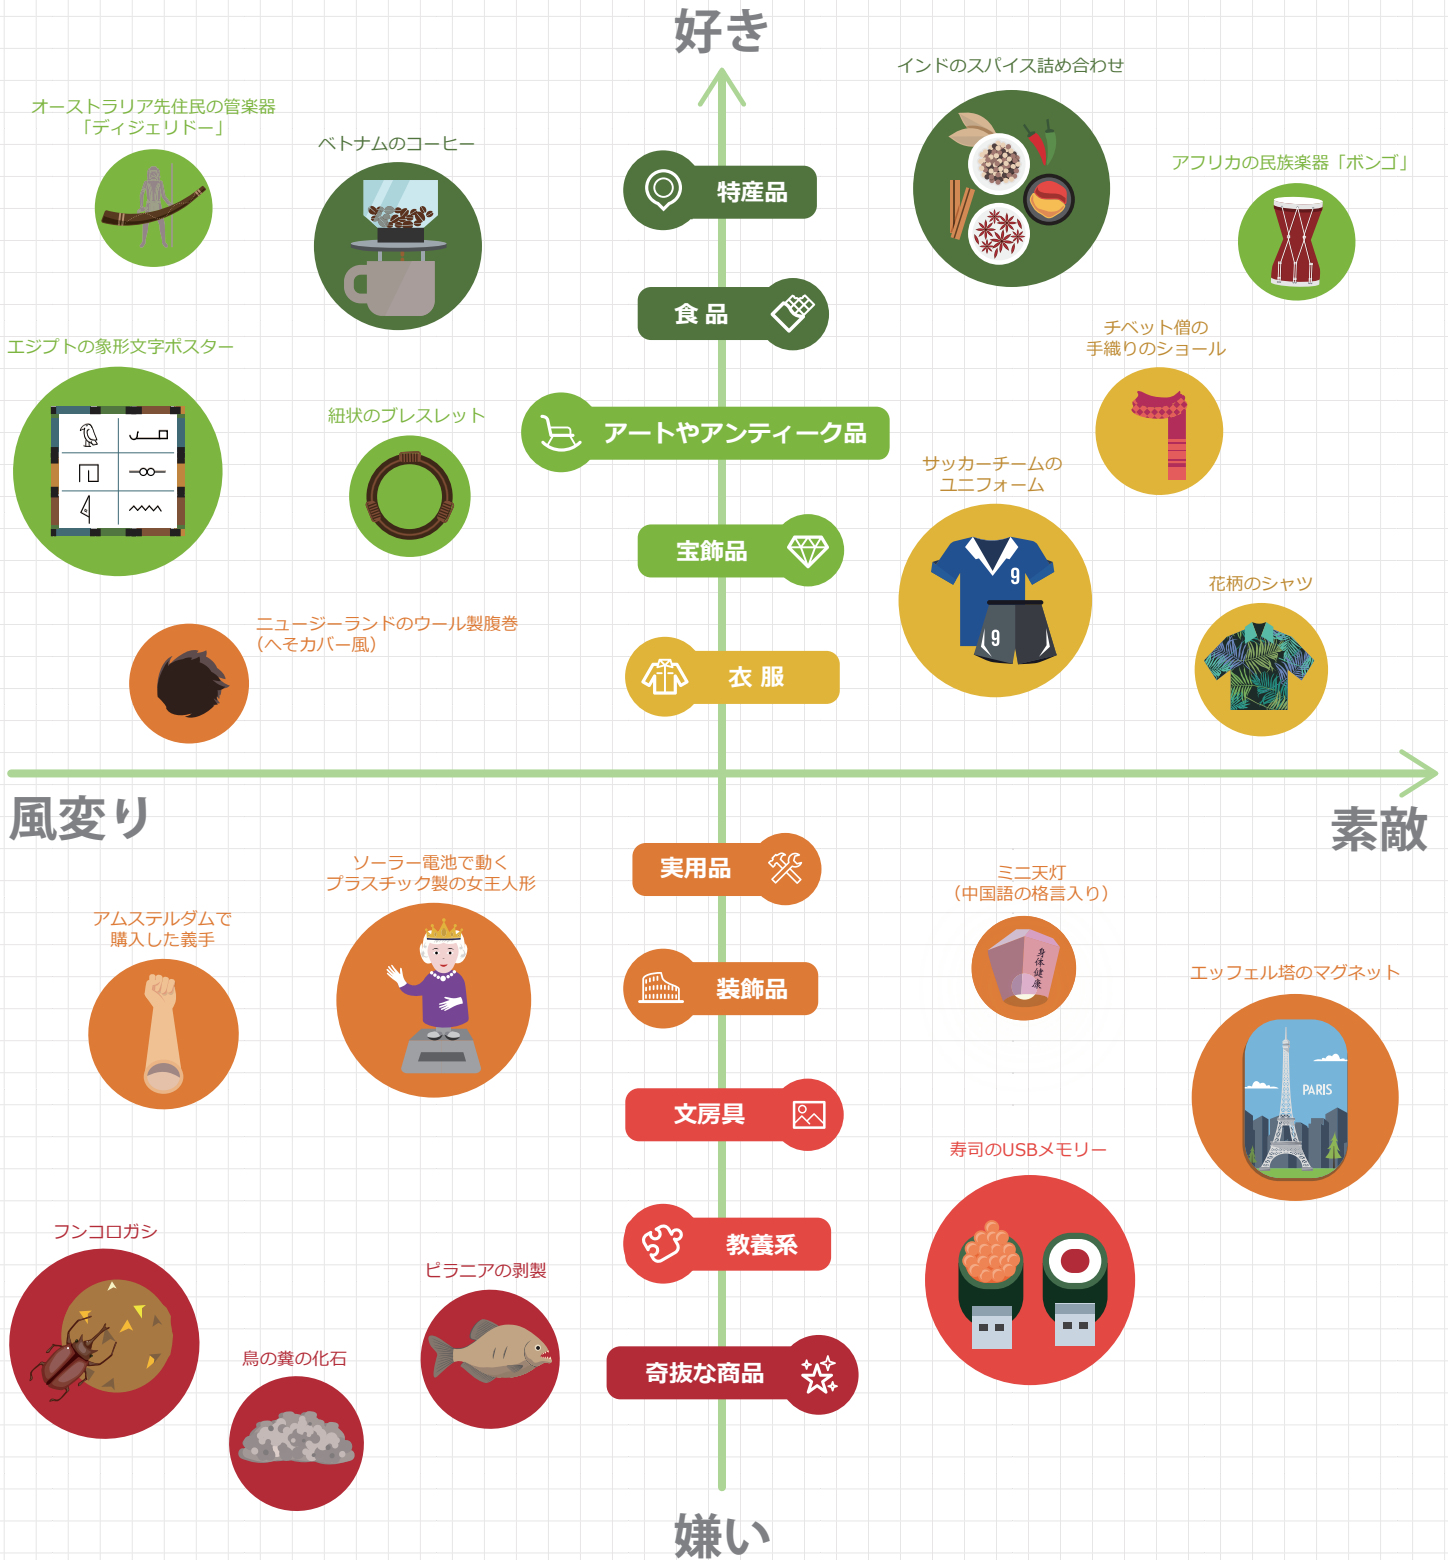 好き
インドのスパイス詰め合わせ
オーストラリア先住民の管楽器
「ディジェリドー」
ベトナムのコーヒー
アフリカの民族楽器「ボンゴ」
特産品
食 品
チベット僧の
手織りのショール
エジプトの象形文字ポスター
紐状のブレスレット
アートやアンティーク品
サッカーチームの
ユニフォーム
9
9
宝飾品
花柄のシャツ
ニュージーランドのウール製腹巻
（へそカバー風）
衣 服
風変り
素敵
ソーラー電池で動く
プラスチック製の女王人形
実用品
ミニ天灯
（中国語の格言入り）
身体健康
アムステルダムで
購入した義手
エッフェル塔のマグネット
PARIS
装飾品
文房具
寿司のUSBメモリー
フンコロガシ
教養系
ピラニアの剥製
鳥の糞の化石
奇抜な商品
嫌い